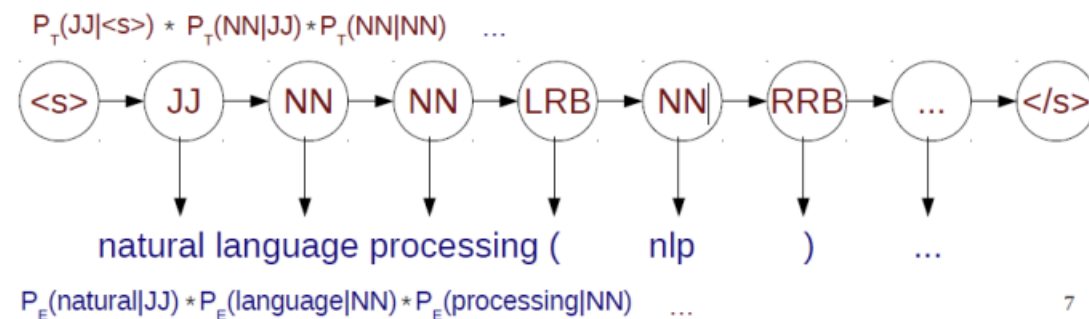 P_T(JJ|<s>) * P_T(NN|JJ) * P_T(NN|NN) ...
<s> JJ NN NN LRB NN RRB ... </s>
natural language processing ( nlp ) ...
P_E(natural|JJ) * P_E(language|NN) * P_E(processing|NN) ...
7